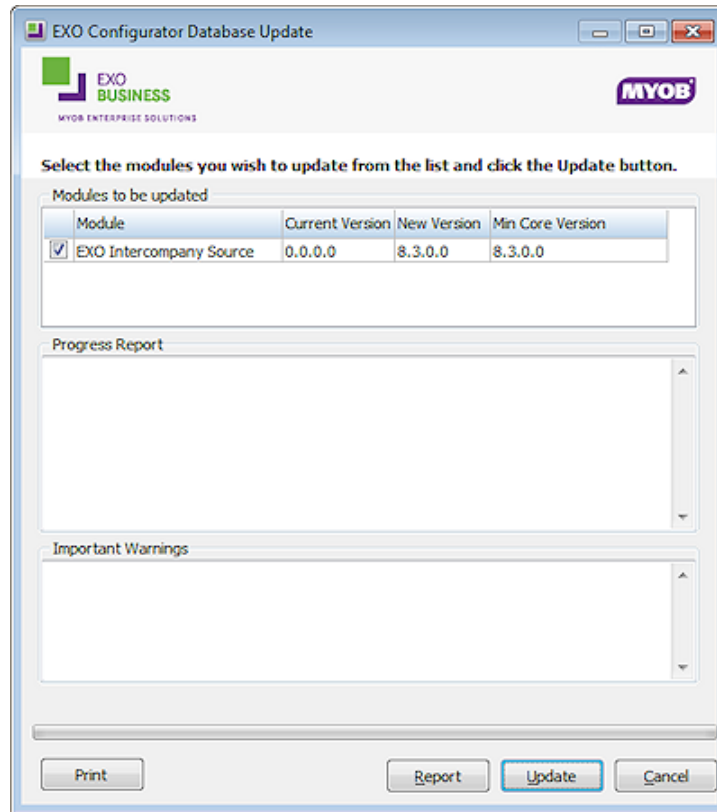 EXO Configurator Database Update
EXO
BUSINESS
MYOB ENTERPRISE SOLUTIONS
MYOB
Select the modules you wish to update from the list and click the Update button.
Modules to be updated
Module Current Version New Version Min Core Version
EXO Intercompany Source 0.0.0.0 8.3.0.0 8.3.0.0
Progress Report
Important Warnings
Print Report Update Cancel